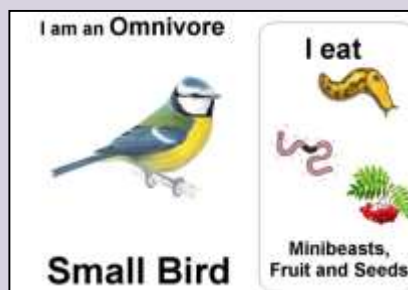 I am an Omnivore
Small Bird
I eat
Minibeasts,
Fruit and Seeds